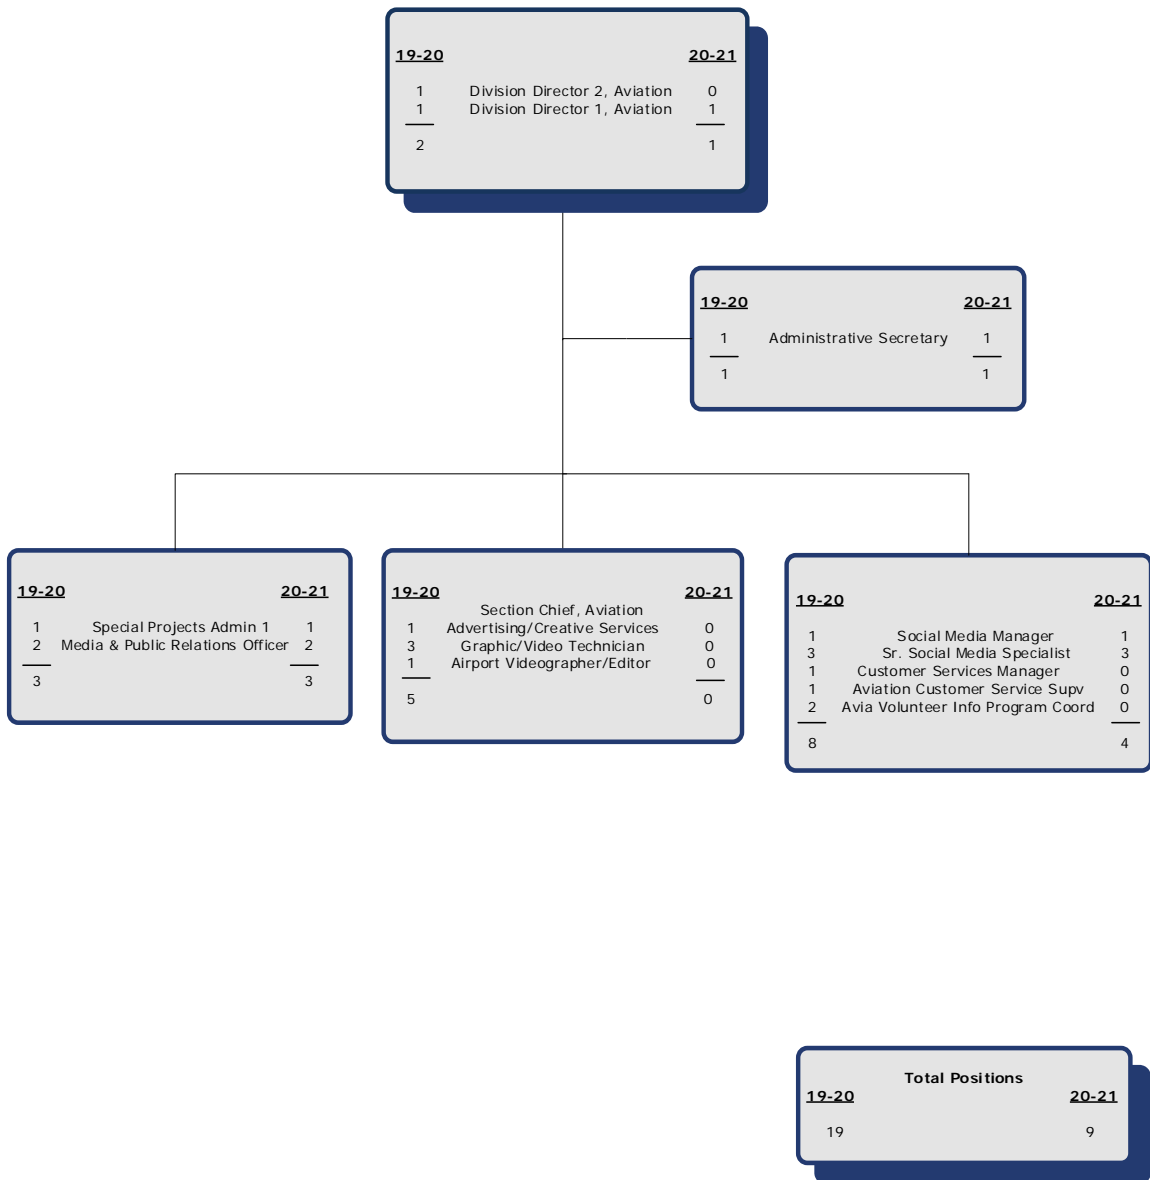 19-20 20-21
1 Division Director 2, Aviation 0
1 Division Director 1, Aviation 1
2 1
19-20 20-21
1 Administrative Secretary 1
1 1
19-20 20-21
1 Special Projects Admin 1 1
2 Media & Public Relations Officer 2
3 3
19-20 20-21
Section Chief, Aviation
1 Advertising/Creative Services 0
3 Graphic/Video Technician 0
1 Airport Videographer/Editor 0
5 0
19-20 20-21
1 Social Media Manager 1
3 Sr. Social Media Specialist 3
1 Customer Services Manager 0
1 Aviation Customer Service Supv 0
2 Avia Volunteer Info Program Coord 0
8 4
Total Positions
19-20 20-21
19 9